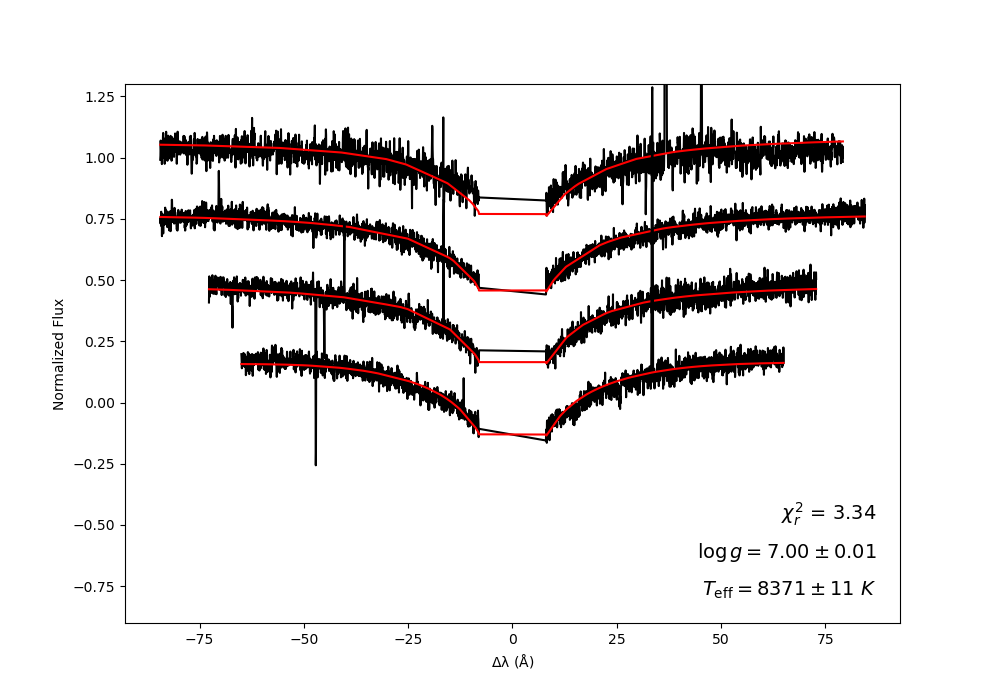 Normalized Flux
1.25
1.00
0.75
0.50
0.25
0.00
−0.25
−0.50
−0.75
χ²ᵣ = 3.34
log g = 7.00 ± 0.01
T_eff = 8371 ± 11 K
−75 −50 −25 0 25 50 75
Δλ (Å)